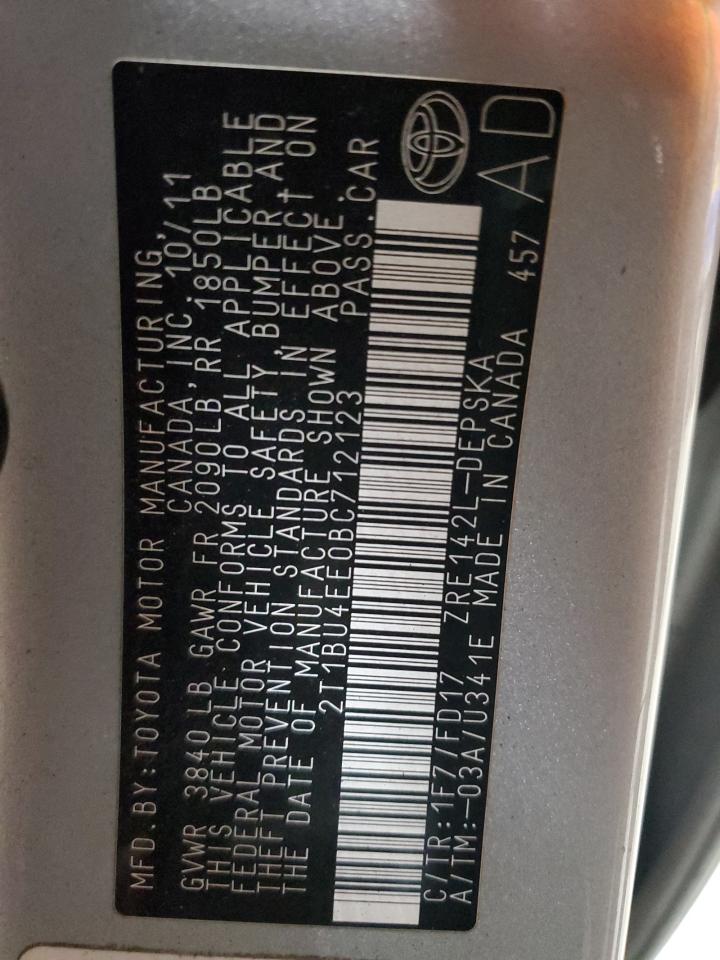 MFD.BY:TOYOTA MOTOR MANUFACTURING,
CANADA, INC. 10/11
GVWR 3840LB GAWR FR 2090LB, RR 1850LB
THIS VEHICLE CONFORMS TO ALL APPLICABLE
FEDERAL MOTOR VEHICLE SAFETY, BUMPER, AND
THEFT PREVENTION STANDARDS IN EFFECT ON
THE DATE OF MANUFACTURE SHOWN ABOVE.
2T1BU4EE0BC712123 PASS.CAR
C/TR:1F7/FD17 ZRE142L-DEPSKA
A/TM:-03A/U341E MADE IN CANADA 457
AD